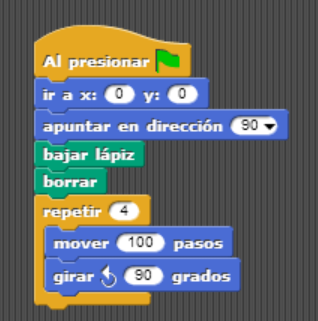 Al presionar
ir a x: 0 y: 0
apuntar en dirección 90
bajar lápiz
borrar
repetir 4
mover 100 pasos
girar 90 grados